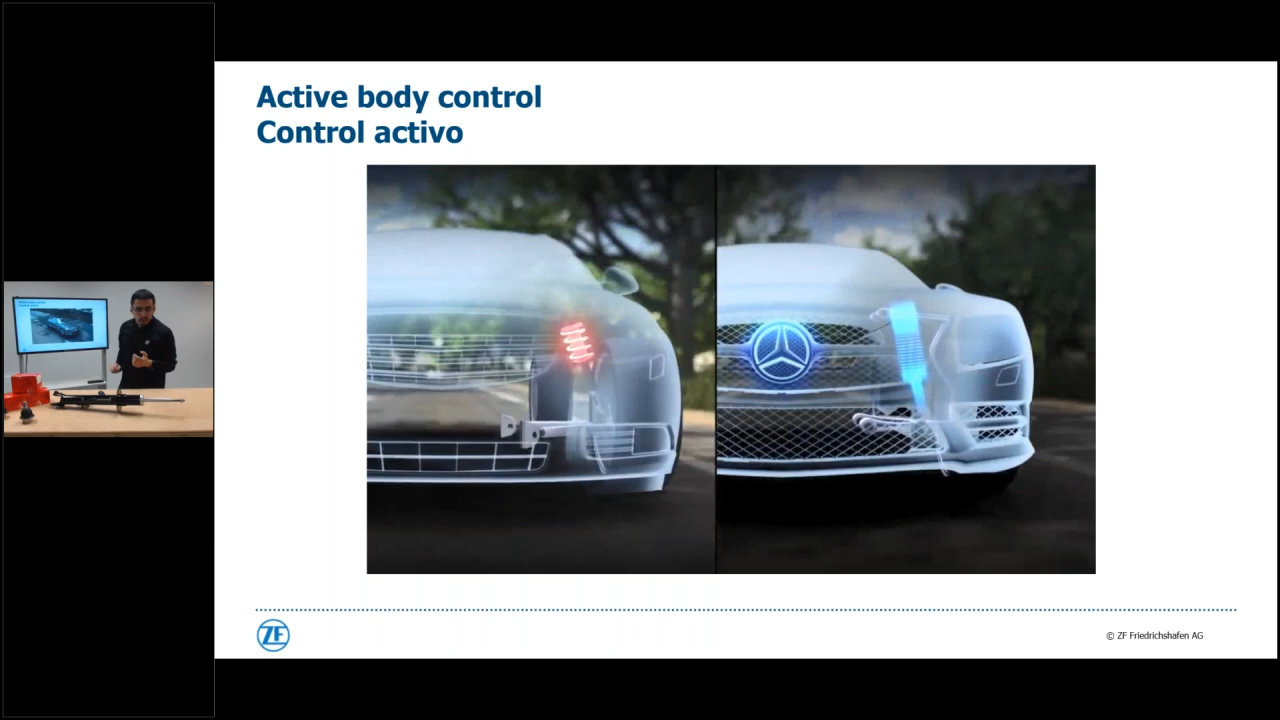 Active body control
Control activo
ZF
© ZF Friedrichshafen AG